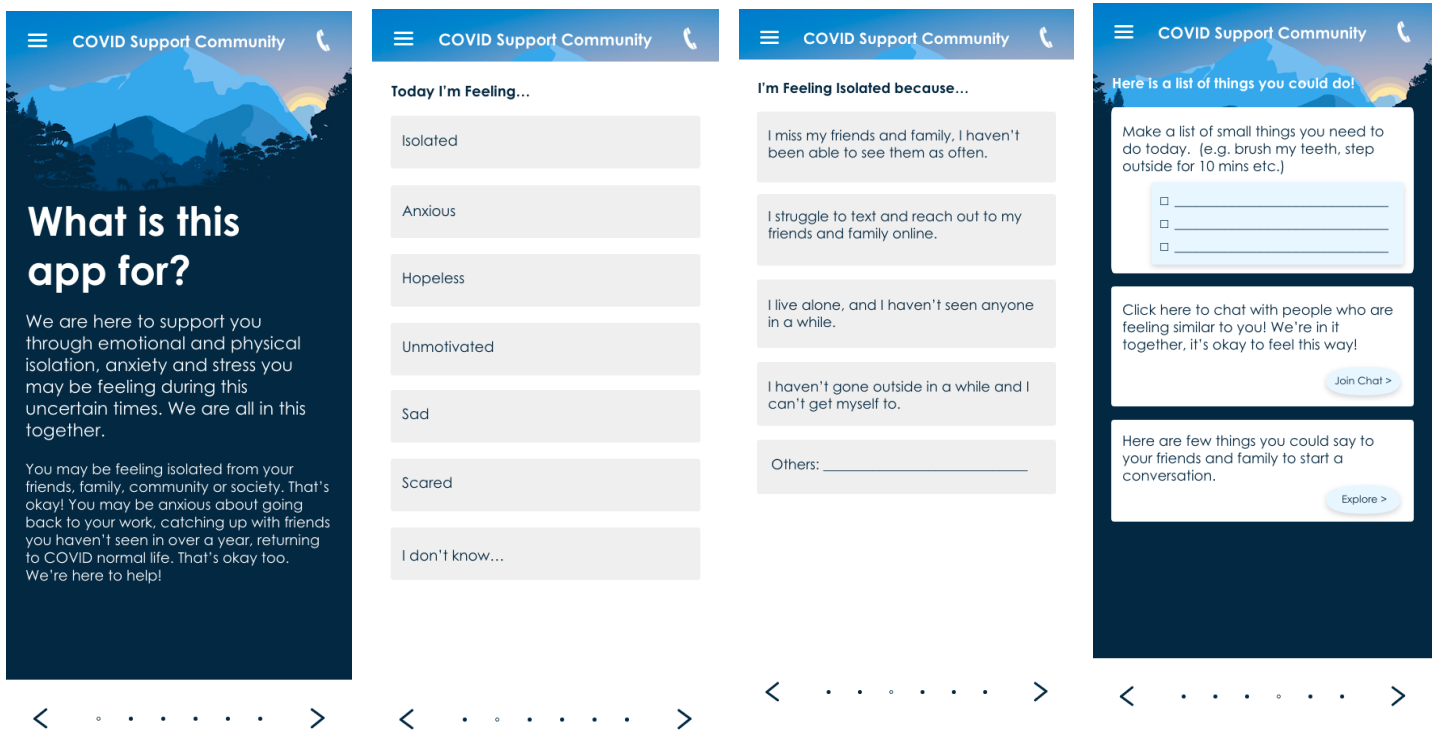 COVID Support Community
What is this
app for?
We are here to support you
through emotional and physical
isolation, anxiety and stress you
may be feeling during this
uncertain times. We are all in this
together.
You may be feeling isolated from your
friends, family, community or society. That's
okay! You may be anxious about going
back to your work, catching up with friends
you haven't seen in over a year, returning
to COVID normal life. That's okay too.
We're here to help!
COVID Support Community
Today I'm Feeling...
Isolated
Anxious
Hopeless
Unmotivated
Sad
Scared
I don't know...
COVID Support Community
I'm Feeling Isolated because...
I miss my friends and family, I haven't
been able to see them as often.
I struggle to text and reach out to my
friends and family online.
I live alone, and I haven't seen anyone
in a while.
I haven't gone outside in a while and I
can't get myself to.
Others: ____________________
COVID Support Community
Here is a list of things you could do!
Make a list of small things you need to
do today.  (e.g. brush my teeth, step
outside for 10 mins etc.)
Click here to chat with people who are
feeling similar to you! We're in it
together, it's okay to feel this way!
Join Chat >
Here are few things you could say to
your friends and family to start a
conversation.
Explore >